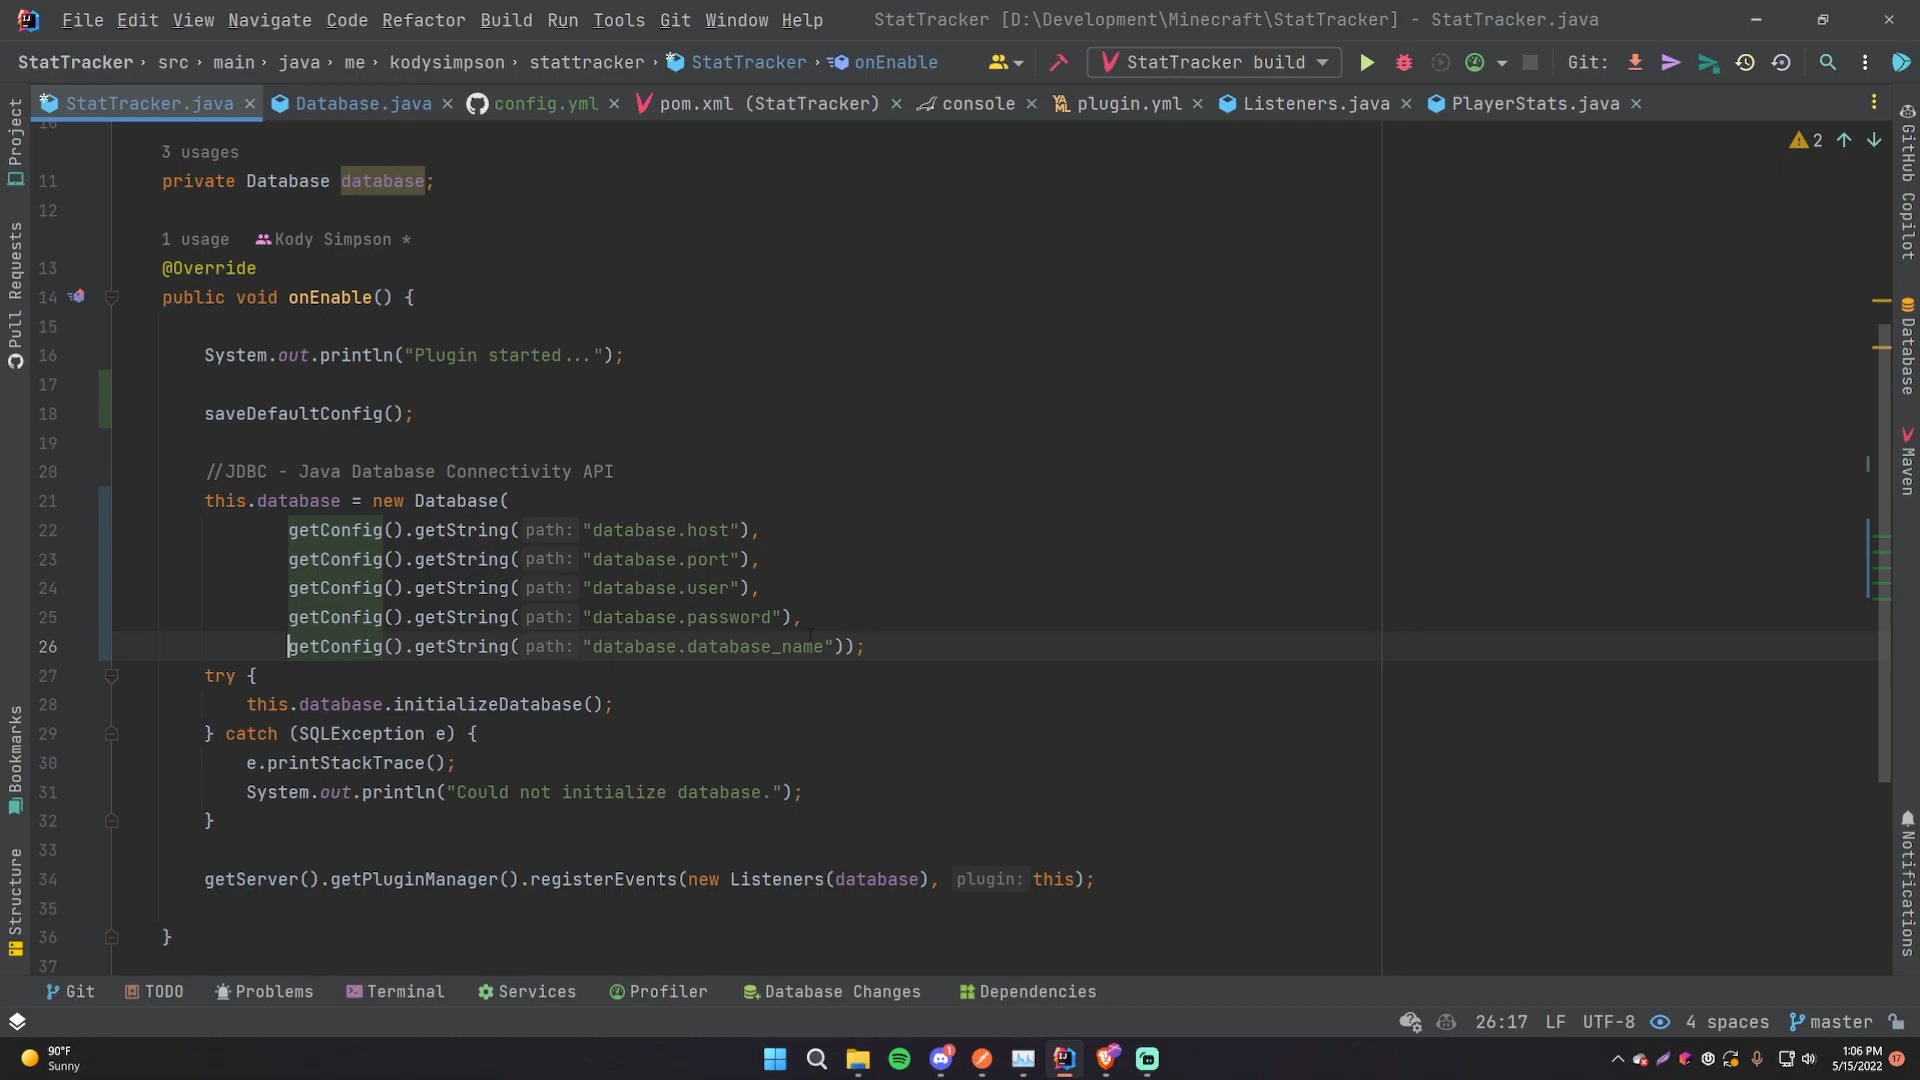 File Edit View Navigate Code Refactor Build Run Tools Git Window Help StatTracker [D:\Development\Minecraft\StatTracker] - StatTracker.java
StatTracker › src › main › java › me › kodysimpson › stattracker › StatTracker › onEnable StatTracker build Git:
StatTracker.java Database.java config.yml pom.xml (StatTracker) console plugin.yml Listeners.java PlayerStats.java
Project
Pull Requests
Bookmarks
Structure
2
3 usages
11 private Database database;
12
1 usage Kody Simpson *
13 @Override
14 public void onEnable() {
15
16 System.out.println("Plugin started...");
17
18 saveDefaultConfig();
19
20 //JDBC - Java Database Connectivity API
21 this.database = new Database(
22 getConfig().getString( path: "database.host"),
23 getConfig().getString( path: "database.port"),
24 getConfig().getString( path: "database.user"),
25 getConfig().getString( path: "database.password"),
26 getConfig().getString( path: "database.database_name"));
27 try {
28 this.database.initializeDatabase();
29 } catch (SQLException e) {
30 e.printStackTrace();
31 System.out.println("Could not initialize database.");
32 }
33
34 getServer().getPluginManager().registerEvents(new Listeners(database), plugin: this);
35
36 }
37
GitHub Copilot
Database
Maven
Notifications
Git TODO Problems Terminal Services Profiler Database Changes Dependencies
26:17 LF UTF-8 4 spaces master
90°F
Sunny
1
1:06 PM
5/15/2022
17